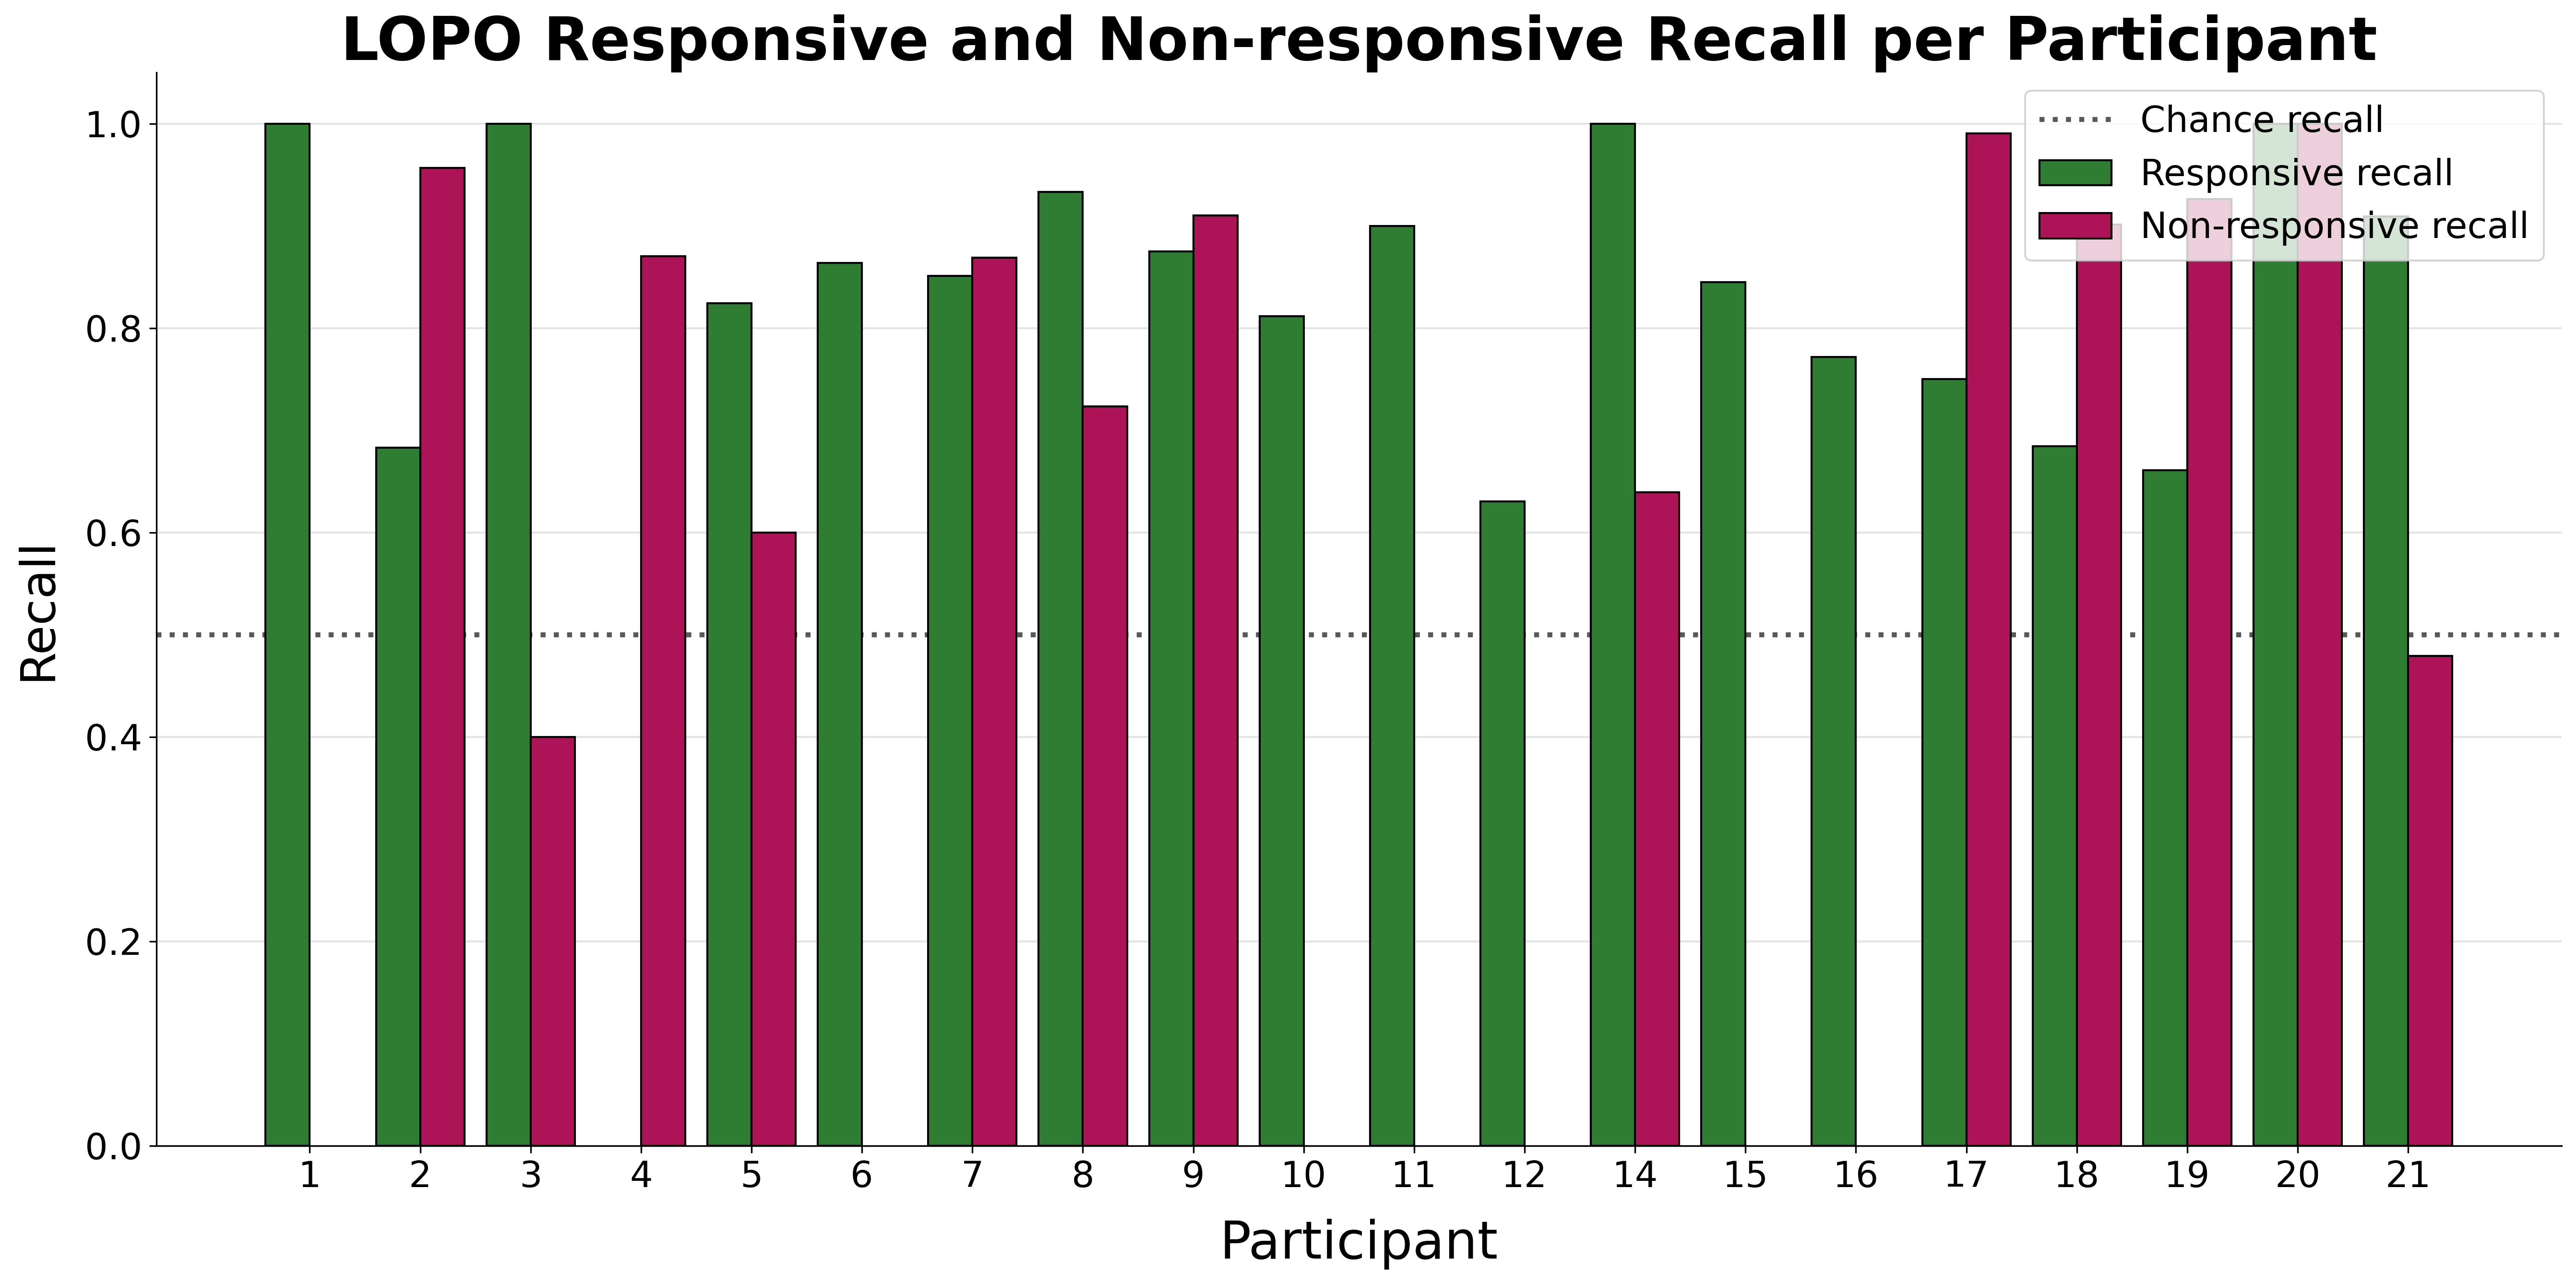 LOPO Responsive and Non-responsive Recall per Participant
Chance recall
Responsive recall
Non-responsive recall
Recall
1.0
0.8
0.6
0.4
0.2
0.0
1 2 3 4 5 6 7 8 9 10 11 12 14 15 16 17 18 19 20 21
Participant